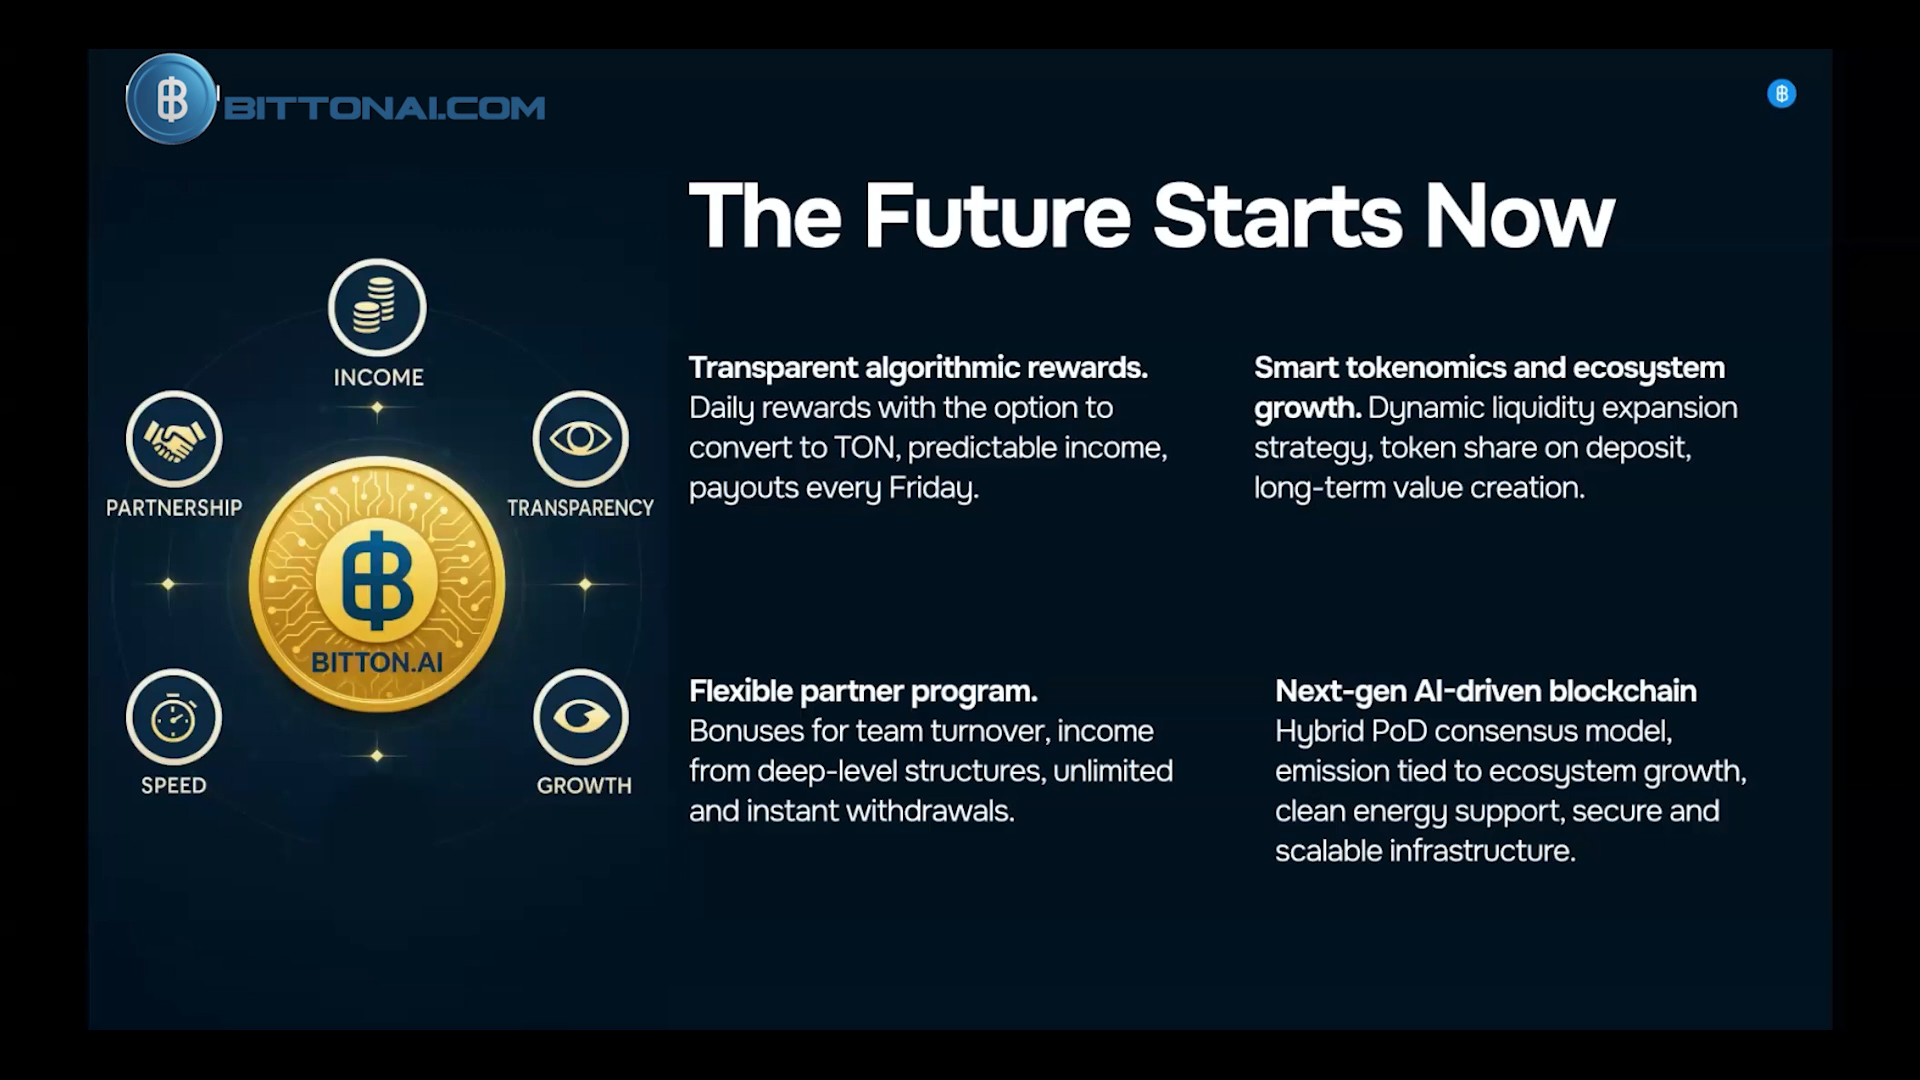 BITTONAI.COM
The Future Starts Now
INCOME
PARTNERSHIP
TRANSPARENCY
BITTON.AI
SPEED
GROWTH
Transparent algorithmic rewards.
Daily rewards with the option to
convert to TON, predictable income,
payouts every Friday.
Smart tokenomics and ecosystem
growth. Dynamic liquidity expansion
strategy, token share on deposit,
long-term value creation.
Flexible partner program.
Bonuses for team turnover, income
from deep-level structures, unlimited
and instant withdrawals.
Next-gen AI-driven blockchain
Hybrid PoD consensus model,
emission tied to ecosystem growth,
clean energy support, secure and
scalable infrastructure.